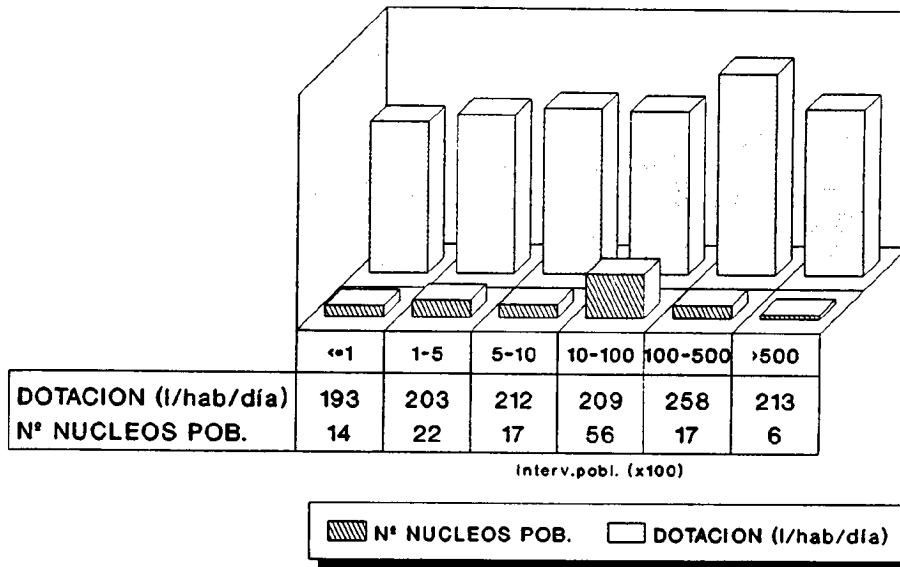 <=1 1-5 5-10 10-100 100-500 >500
DOTACION (l/hab/día) 193 203 212 209 258 213
Nº NUCLEOS POB. 14 22 17 56 17 6
Interv.pobl. (x100)
Nº NUCLEOS POB. DOTACION (l/hab/día)